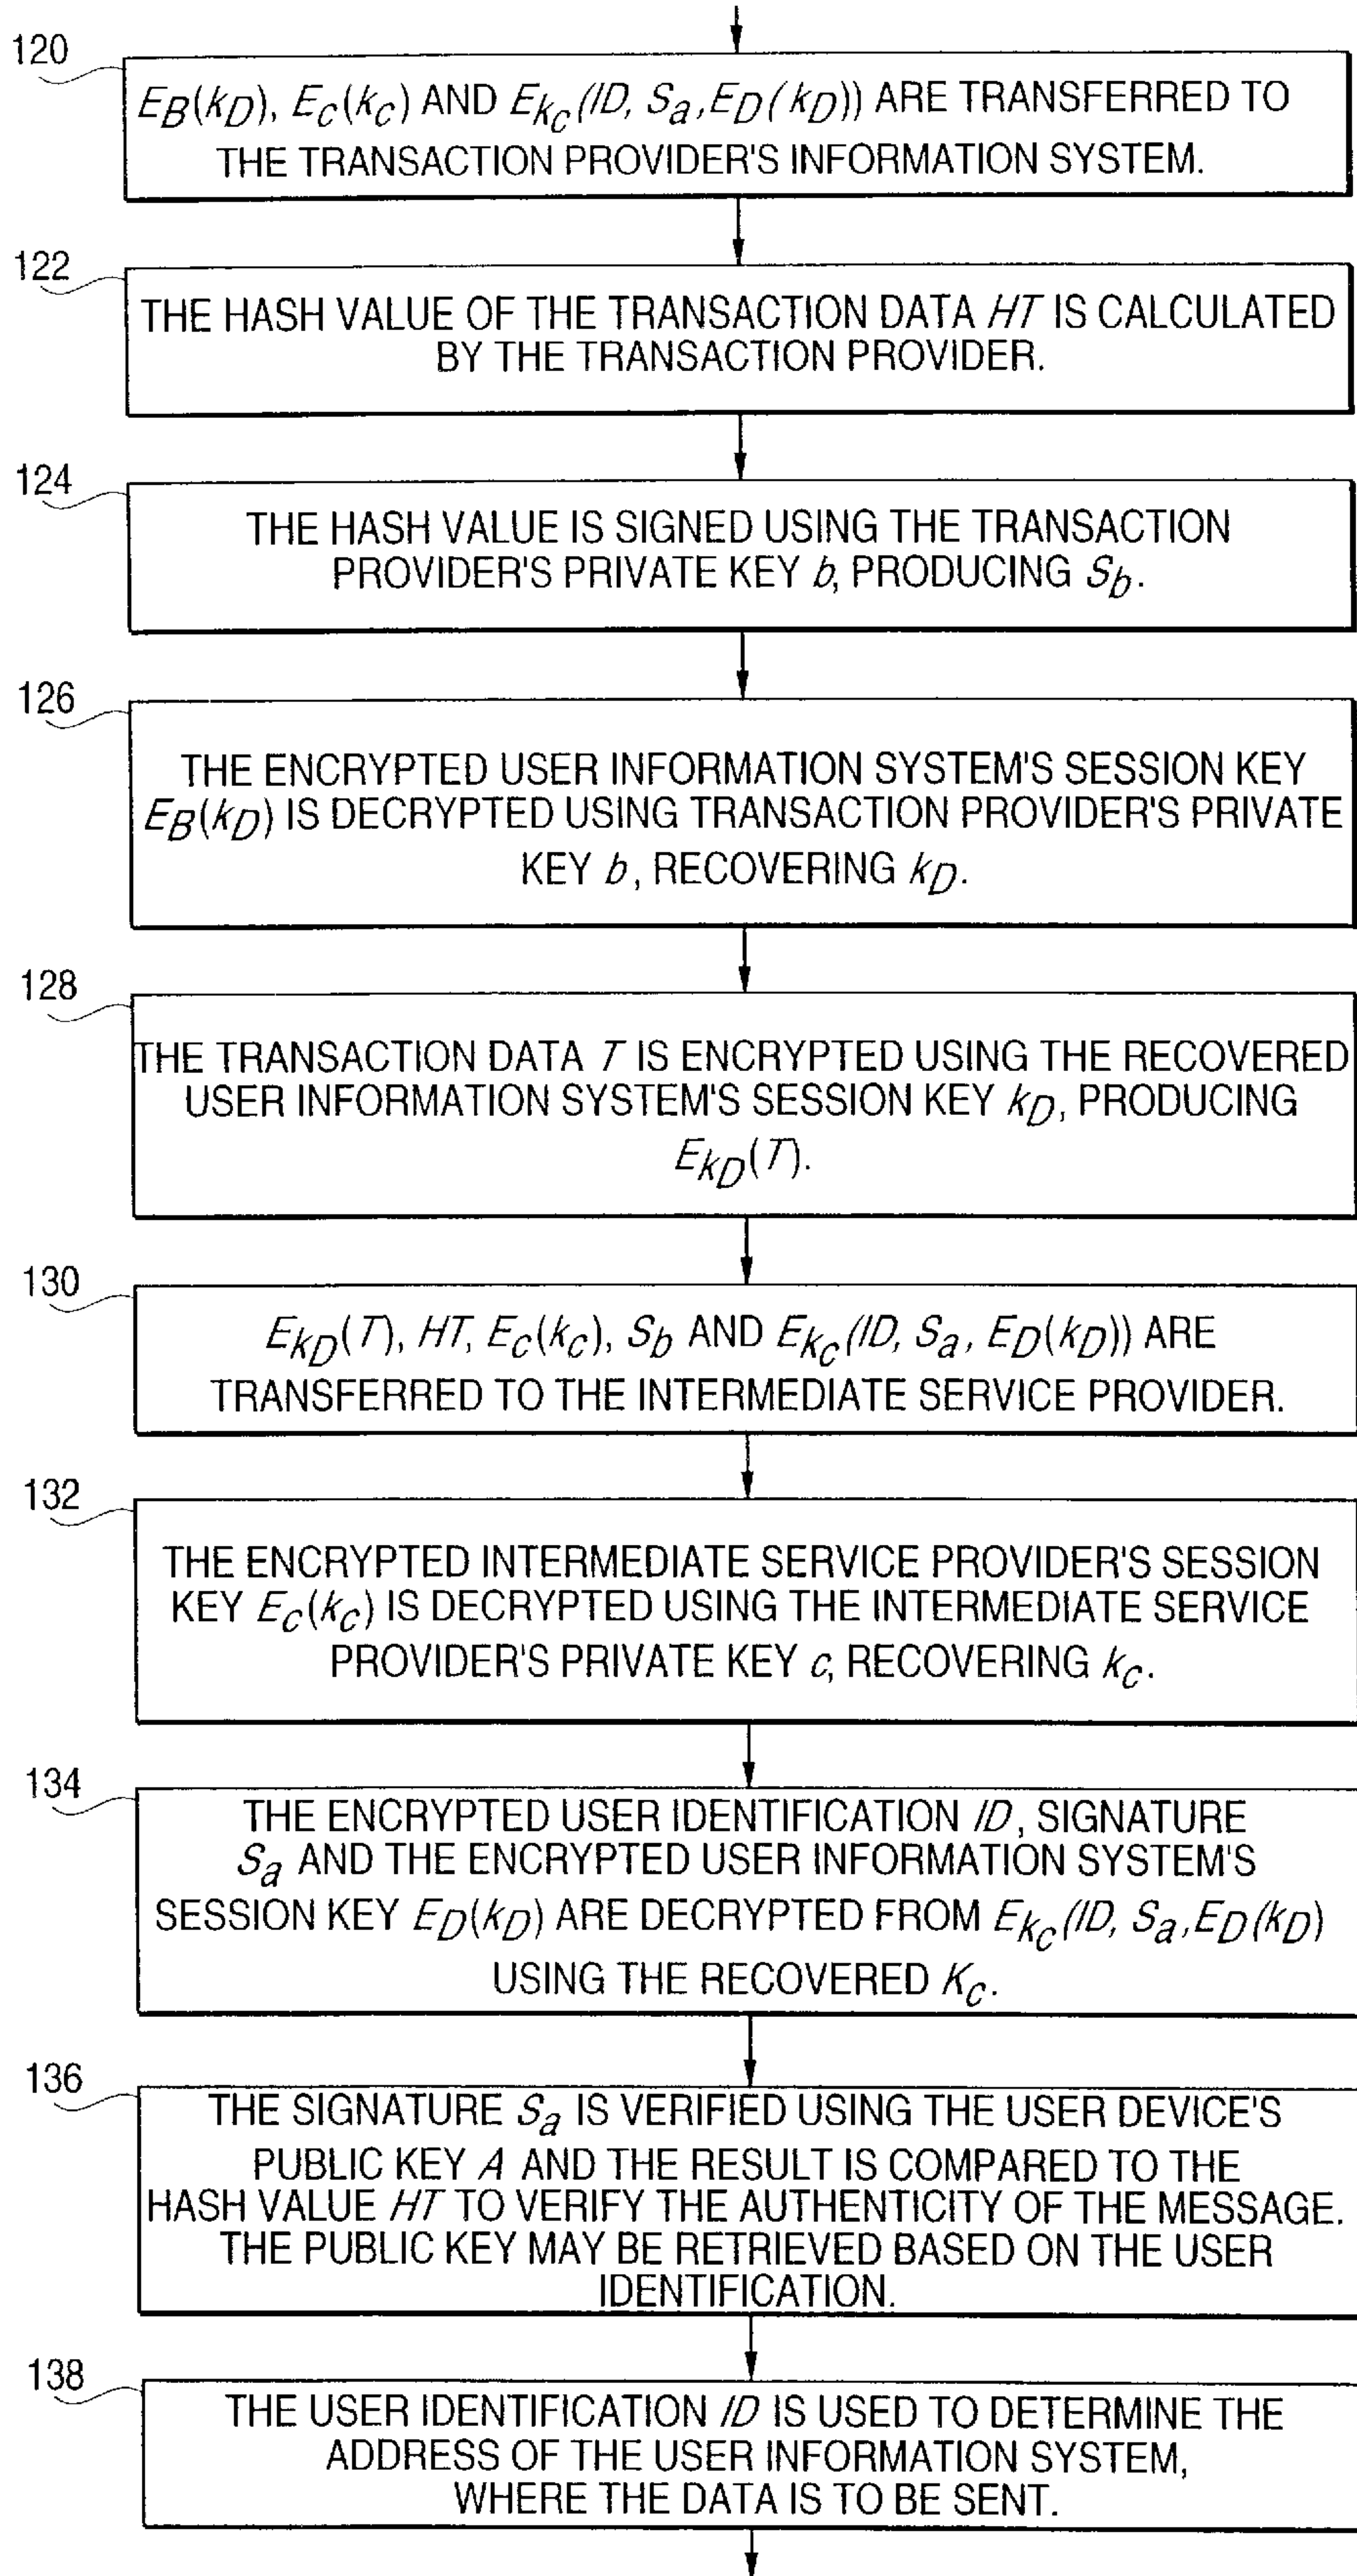 120
E_B(k_D), E_c(k_c) AND E_{k_c}(ID, S_a, E_D(k_D)) ARE TRANSFERRED TO
THE TRANSACTION PROVIDER'S INFORMATION SYSTEM.
122
THE HASH VALUE OF THE TRANSACTION DATA HT IS CALCULATED
BY THE TRANSACTION PROVIDER.
124
THE HASH VALUE IS SIGNED USING THE TRANSACTION
PROVIDER'S PRIVATE KEY b, PRODUCING S_b.
126
THE ENCRYPTED USER INFORMATION SYSTEM'S SESSION KEY
E_B(k_D) IS DECRYPTED USING TRANSACTION PROVIDER'S PRIVATE
KEY b, RECOVERING k_D.
128
THE TRANSACTION DATA T IS ENCRYPTED USING THE RECOVERED
USER INFORMATION SYSTEM'S SESSION KEY k_D, PRODUCING
E_{k_D}(T).
130
E_{k_D}(T), HT, E_c(k_c), S_b AND E_{k_c}(ID, S_a, E_D(k_D)) ARE
TRANSFERRED TO THE INTERMEDIATE SERVICE PROVIDER.
132
THE ENCRYPTED INTERMEDIATE SERVICE PROVIDER'S SESSION
KEY E_c(k_c) IS DECRYPTED USING THE INTERMEDIATE SERVICE
PROVIDER'S PRIVATE KEY c, RECOVERING k_c.
134
THE ENCRYPTED USER IDENTIFICATION ID, SIGNATURE
S_a AND THE ENCRYPTED USER INFORMATION SYSTEM'S
SESSION KEY E_D(k_D) ARE DECRYPTED FROM E_{k_c}(ID, S_a, E_D(k_D)
USING THE RECOVERED K_c.
136
THE SIGNATURE S_a IS VERIFIED USING THE USER DEVICE'S
PUBLIC KEY A AND THE RESULT IS COMPARED TO THE
HASH VALUE HT TO VERIFY THE AUTHENTICITY OF THE MESSAGE.
THE PUBLIC KEY MAY BE RETRIEVED BASED ON THE USER
IDENTIFICATION.
138
THE USER IDENTIFICATION ID IS USED TO DETERMINE THE
ADDRESS OF THE USER INFORMATION SYSTEM,
WHERE THE DATA IS TO BE SENT.